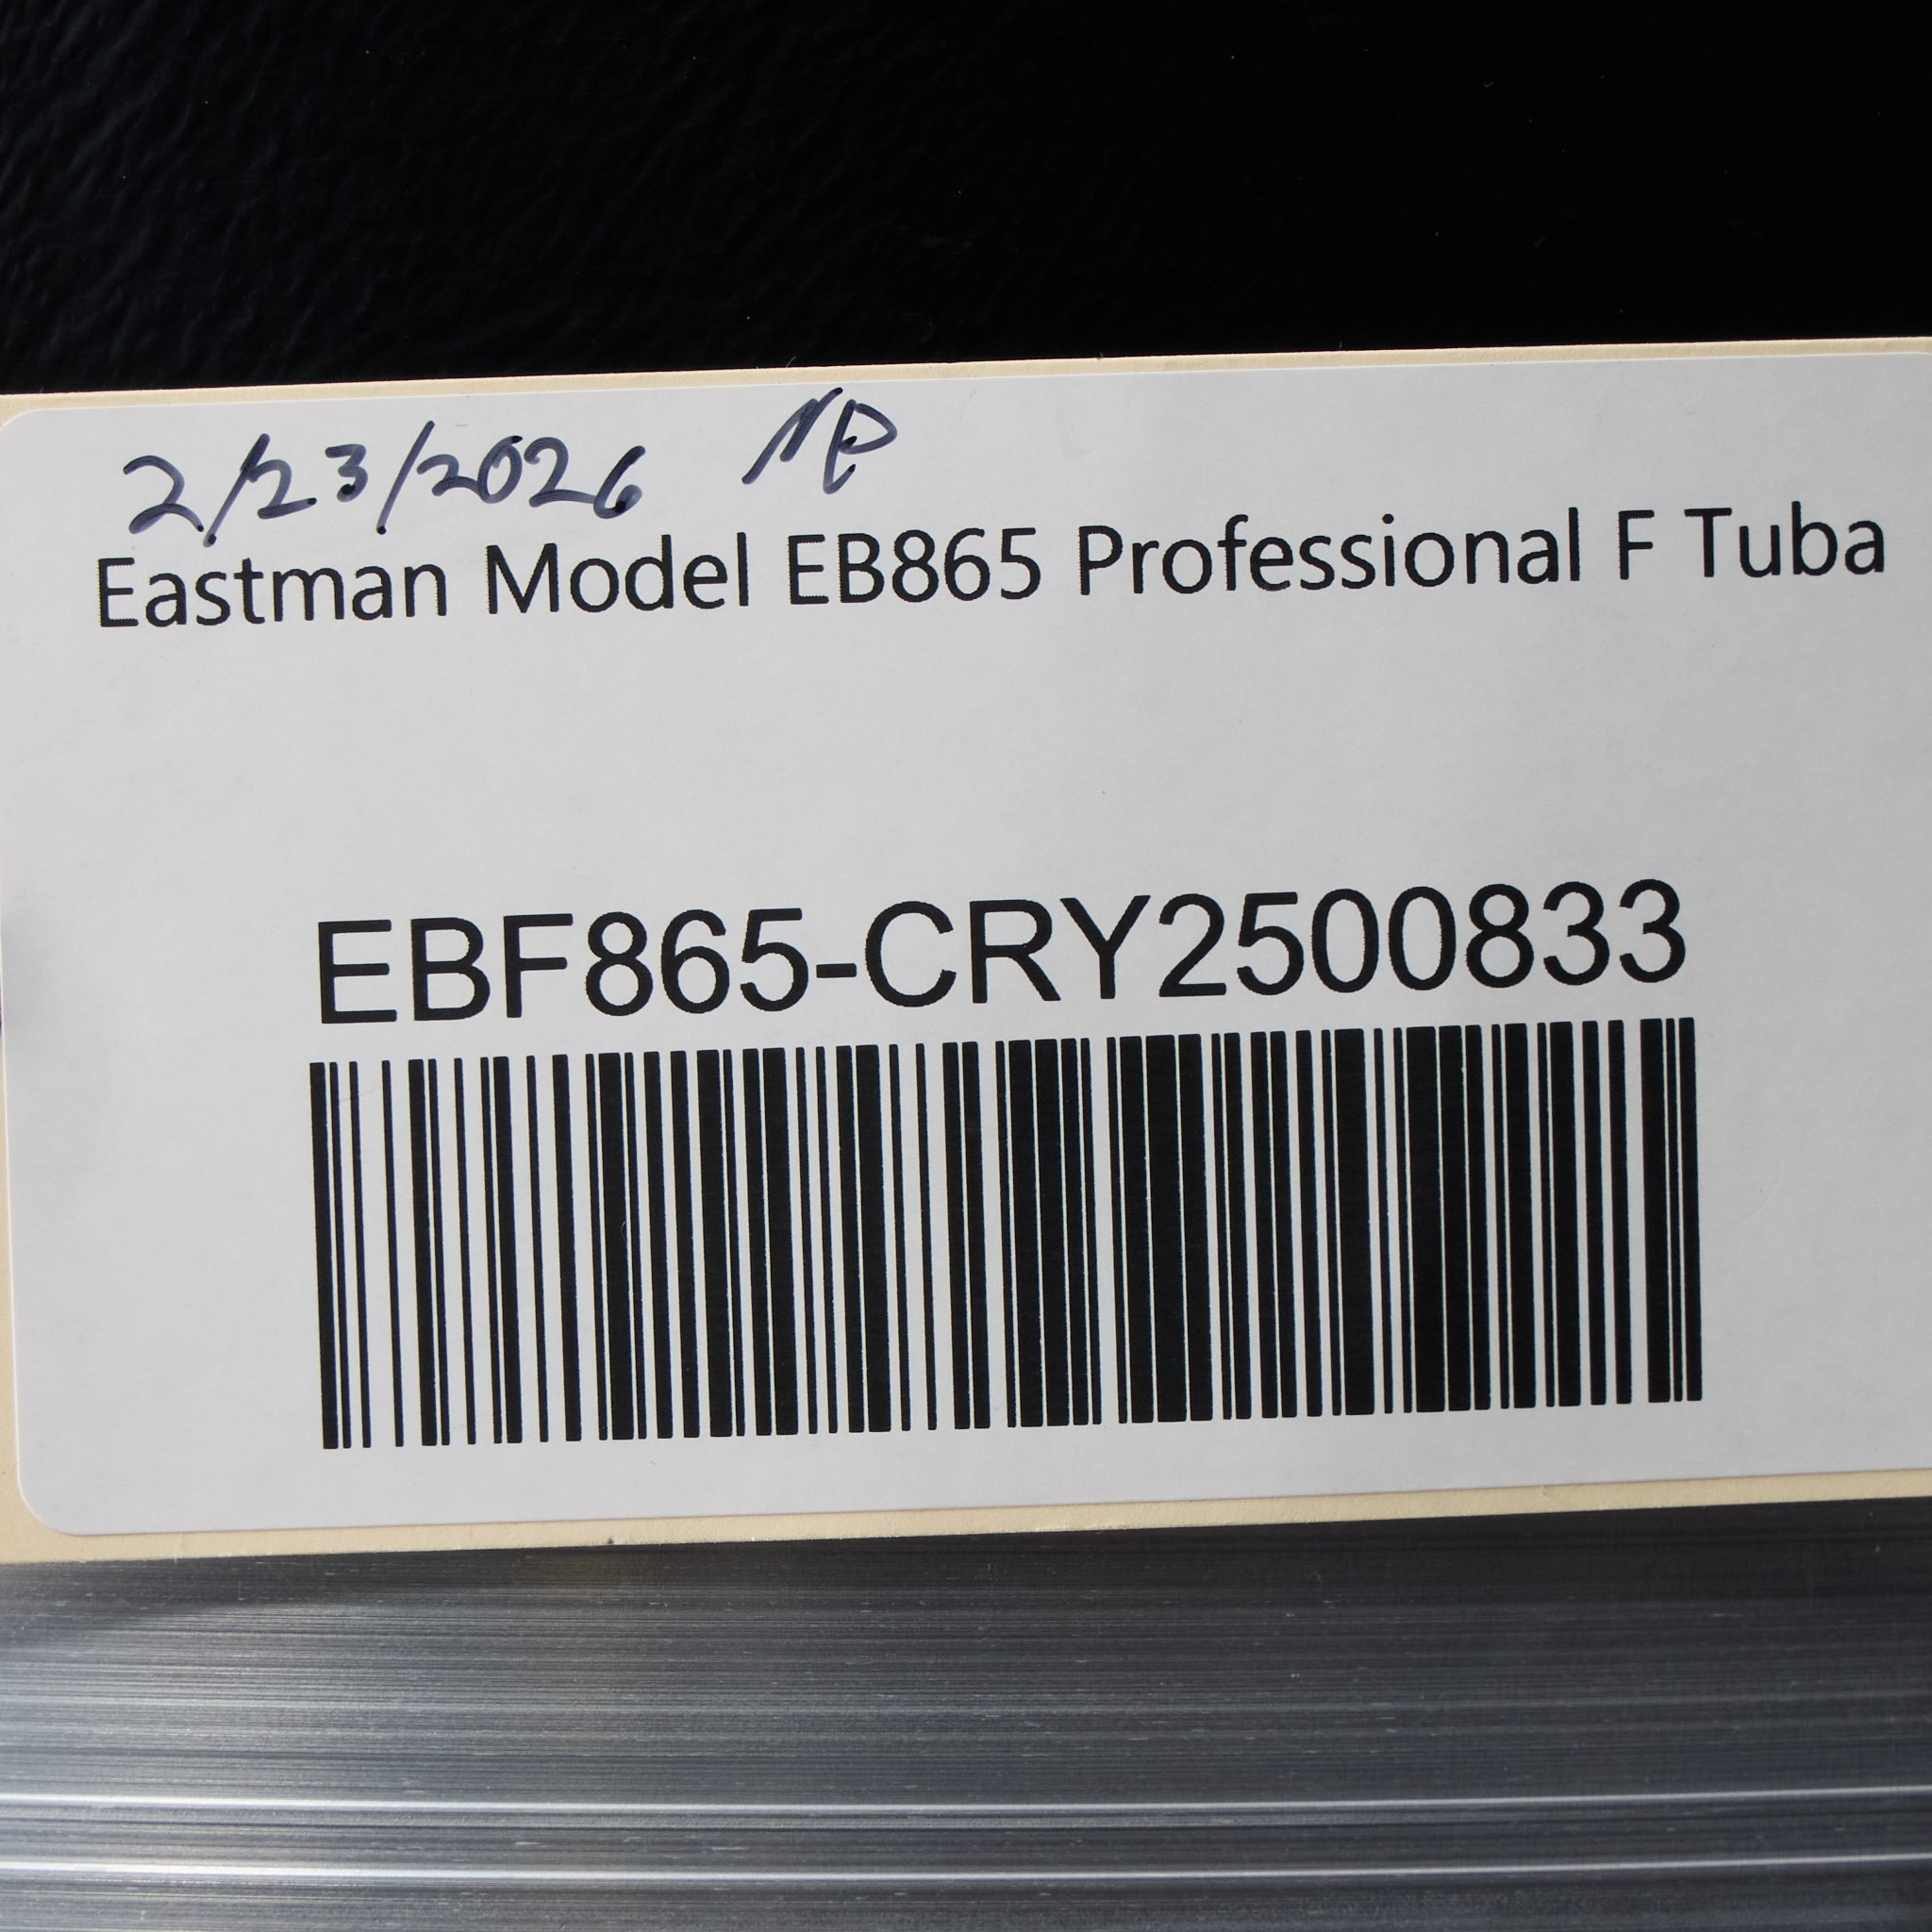 2/23/2026
Eastman Model EB865 Professional F Tuba
EBF865-CRY2500833